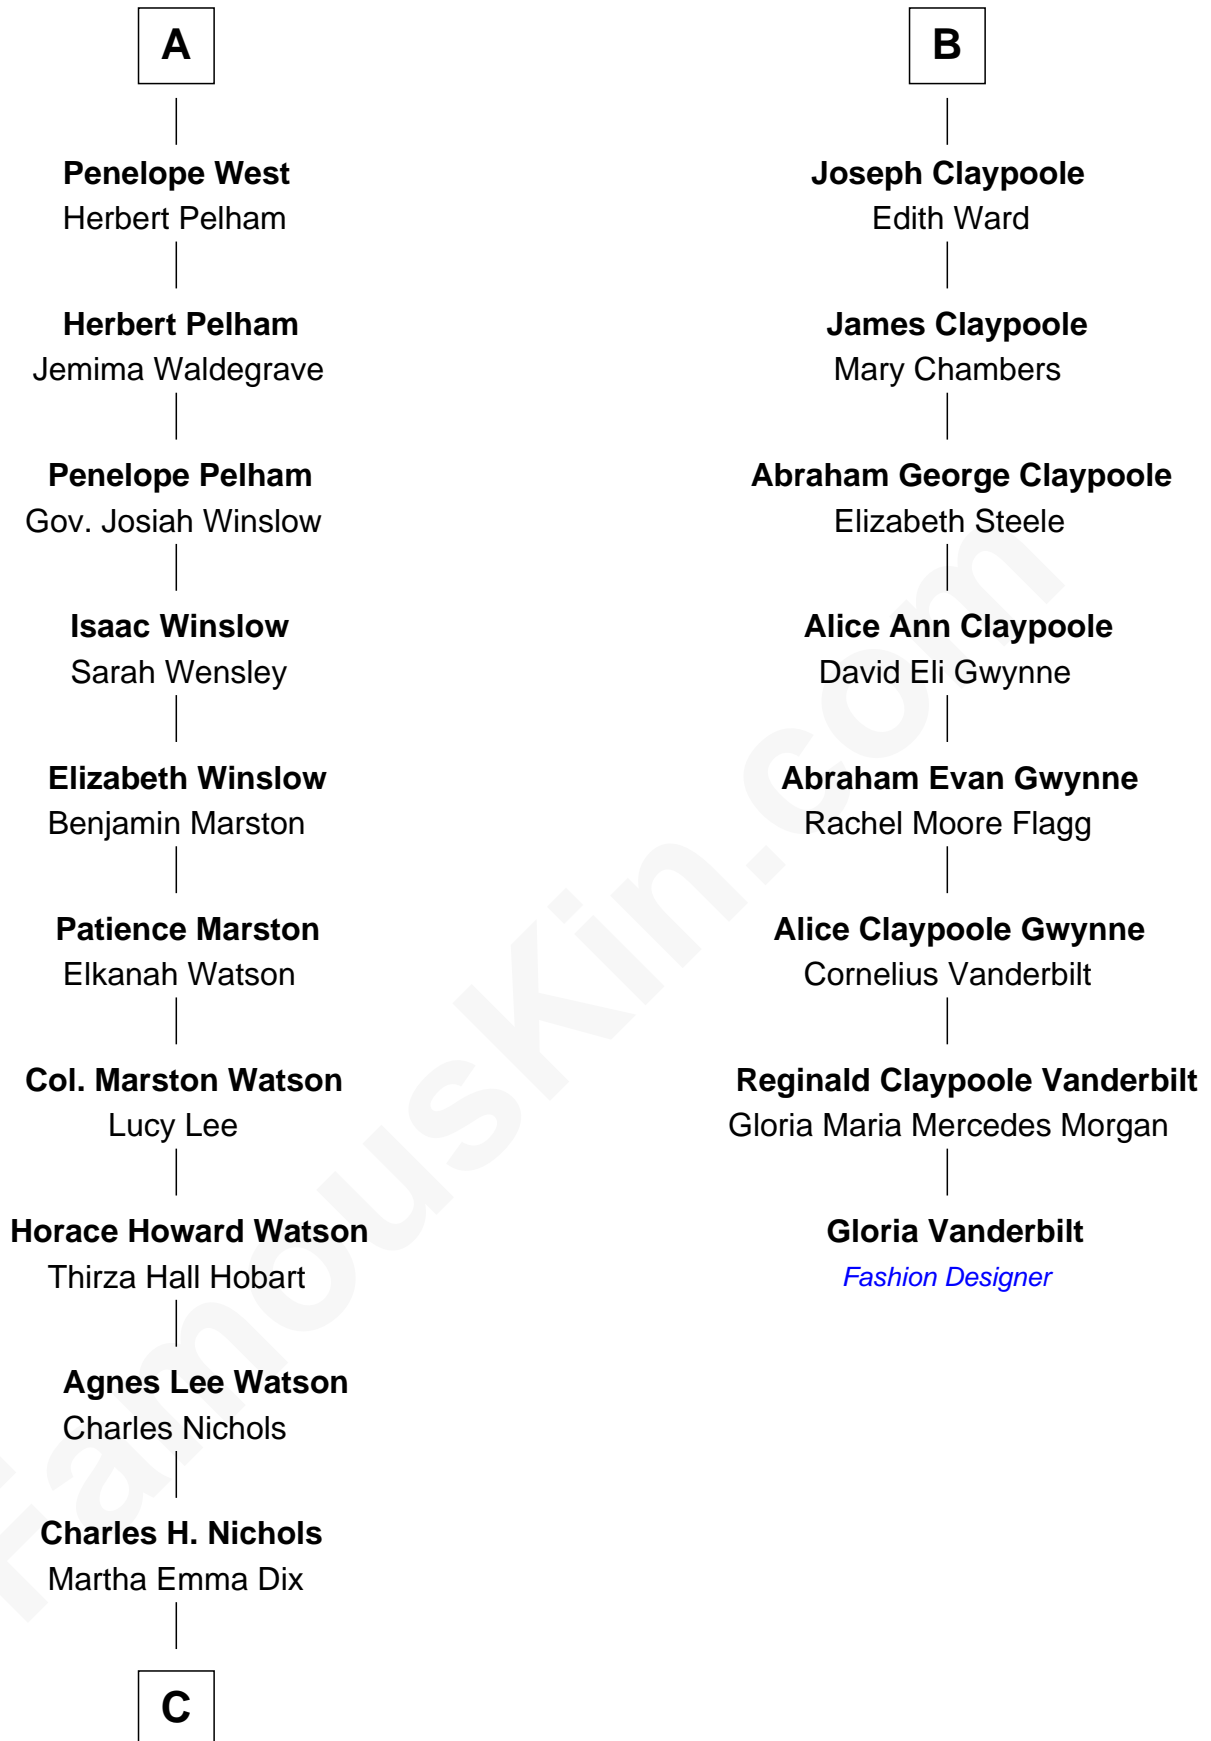 A
Penelope West
Herbert Pelham
Herbert Pelham
Jemima Waldegrave
Penelope Pelham
Gov. Josiah Winslow
Isaac Winslow
Sarah Wensley
Elizabeth Winslow
Benjamin Marston
Patience Marston
Elkanah Watson
Col. Marston Watson
Lucy Lee
Horace Howard Watson
Thirza Hall Hobart
Agnes Lee Watson
Charles Nichols
Charles H. Nichols
Martha Emma Dix
C
B
Joseph Claypoole
Edith Ward
James Claypoole
Mary Chambers
Abraham George Claypoole
Elizabeth Steele
Alice Ann Claypoole
David Eli Gwynne
Abraham Evan Gwynne
Rachel Moore Flagg
Alice Claypoole Gwynne
Cornelius Vanderbilt
Reginald Claypoole Vanderbilt
Gloria Maria Mercedes Morgan
Gloria Vanderbilt
Fashion Designer
FamousKin.com